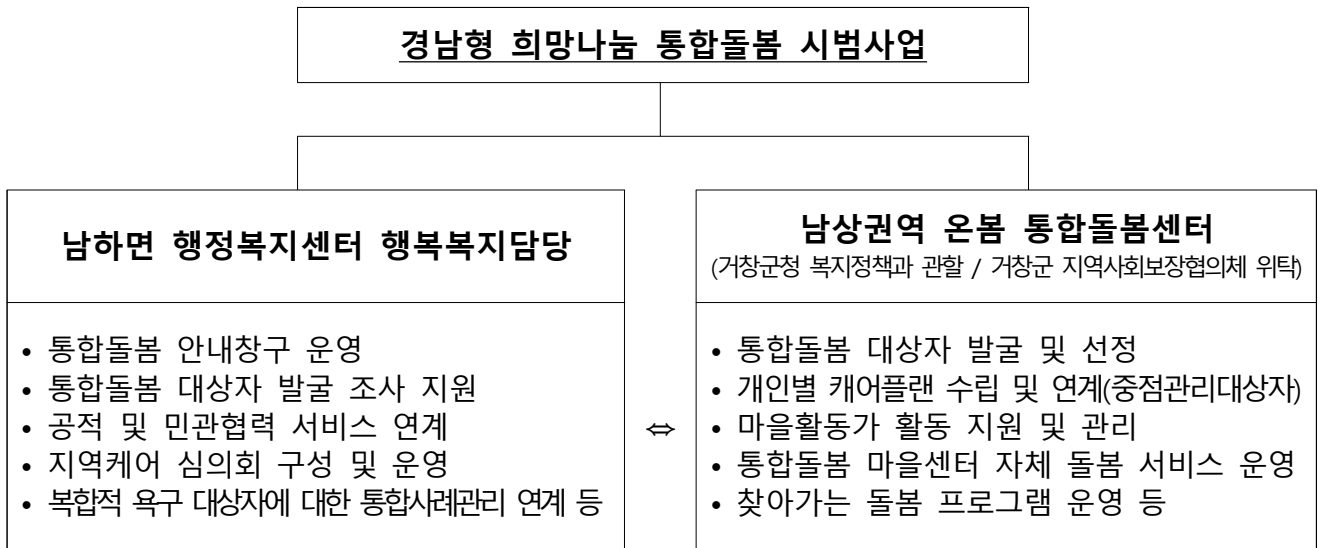 경남형 희망나눔 통합돌봄 시범사업
남하면 행정복지센터 행복복지담당
• 통합돌봄 안내창구 운영
• 통합돌봄 대상자 발굴 조사 지원
• 공적 및 민관협력 서비스 연계
• 지역케어 심의회 구성 및 운영
• 복합적 욕구 대상자에 대한 통합사례관리 연계 등
⇔
남상권역 온봄 통합돌봄센터
(거창군청 복지정책과 관할 / 거창군 지역사회보장협의체 위탁)
• 통합돌봄 대상자 발굴 및 선정
• 개인별 캐어플랜 수립 및 연계(중점관리대상자)
• 마을활동가 활동 지원 및 관리
• 통합돌봄 마을센터 자체 돌봄 서비스 운영
• 찾아가는 돌봄 프로그램 운영 등